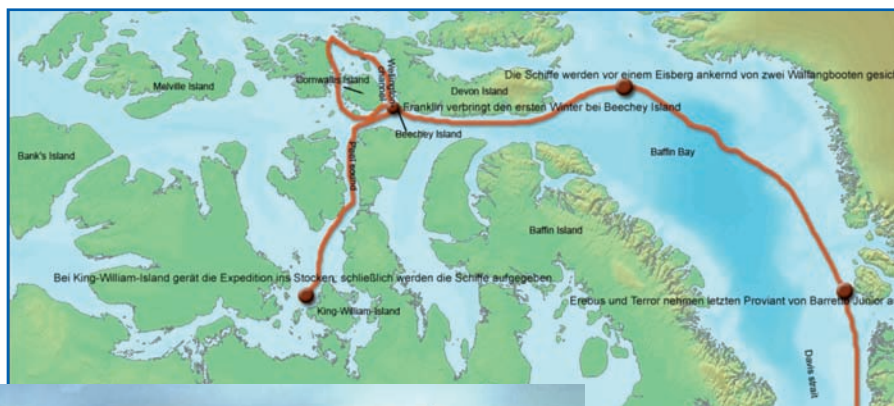 Die Schiffe werden vor einem Eisberg ankernd von zwei Walfangbooten gesich
Melville Island
Cornwallis Island
Wellington channel
Devon Island
Franklin verbringt den ersten Winter bei Beechey Island
Beechey Island
Peel sound
Bank's Island
Baffin Bay
Baffin Island
Bei King-William-Island gerät die Expedition ins Stocken; schließlich werden die Schiffe aufgegeben.
King-William-Island
Erebus und Terror nehmen letzten Proviant von Barretto Junior a
Davis strait